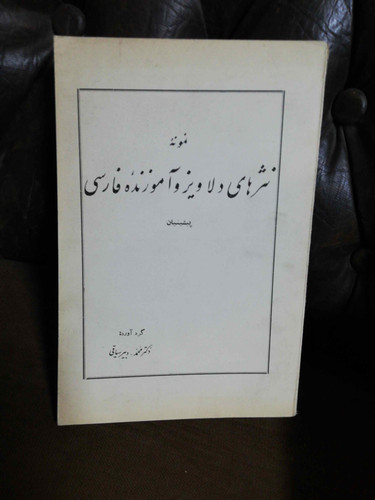 نمونهٔ
نثرهای دلاویز و آموزندهٔ فارسی
پیشینیان
گرد آوردهٔ
دکتر محمد دبیرسیاقی